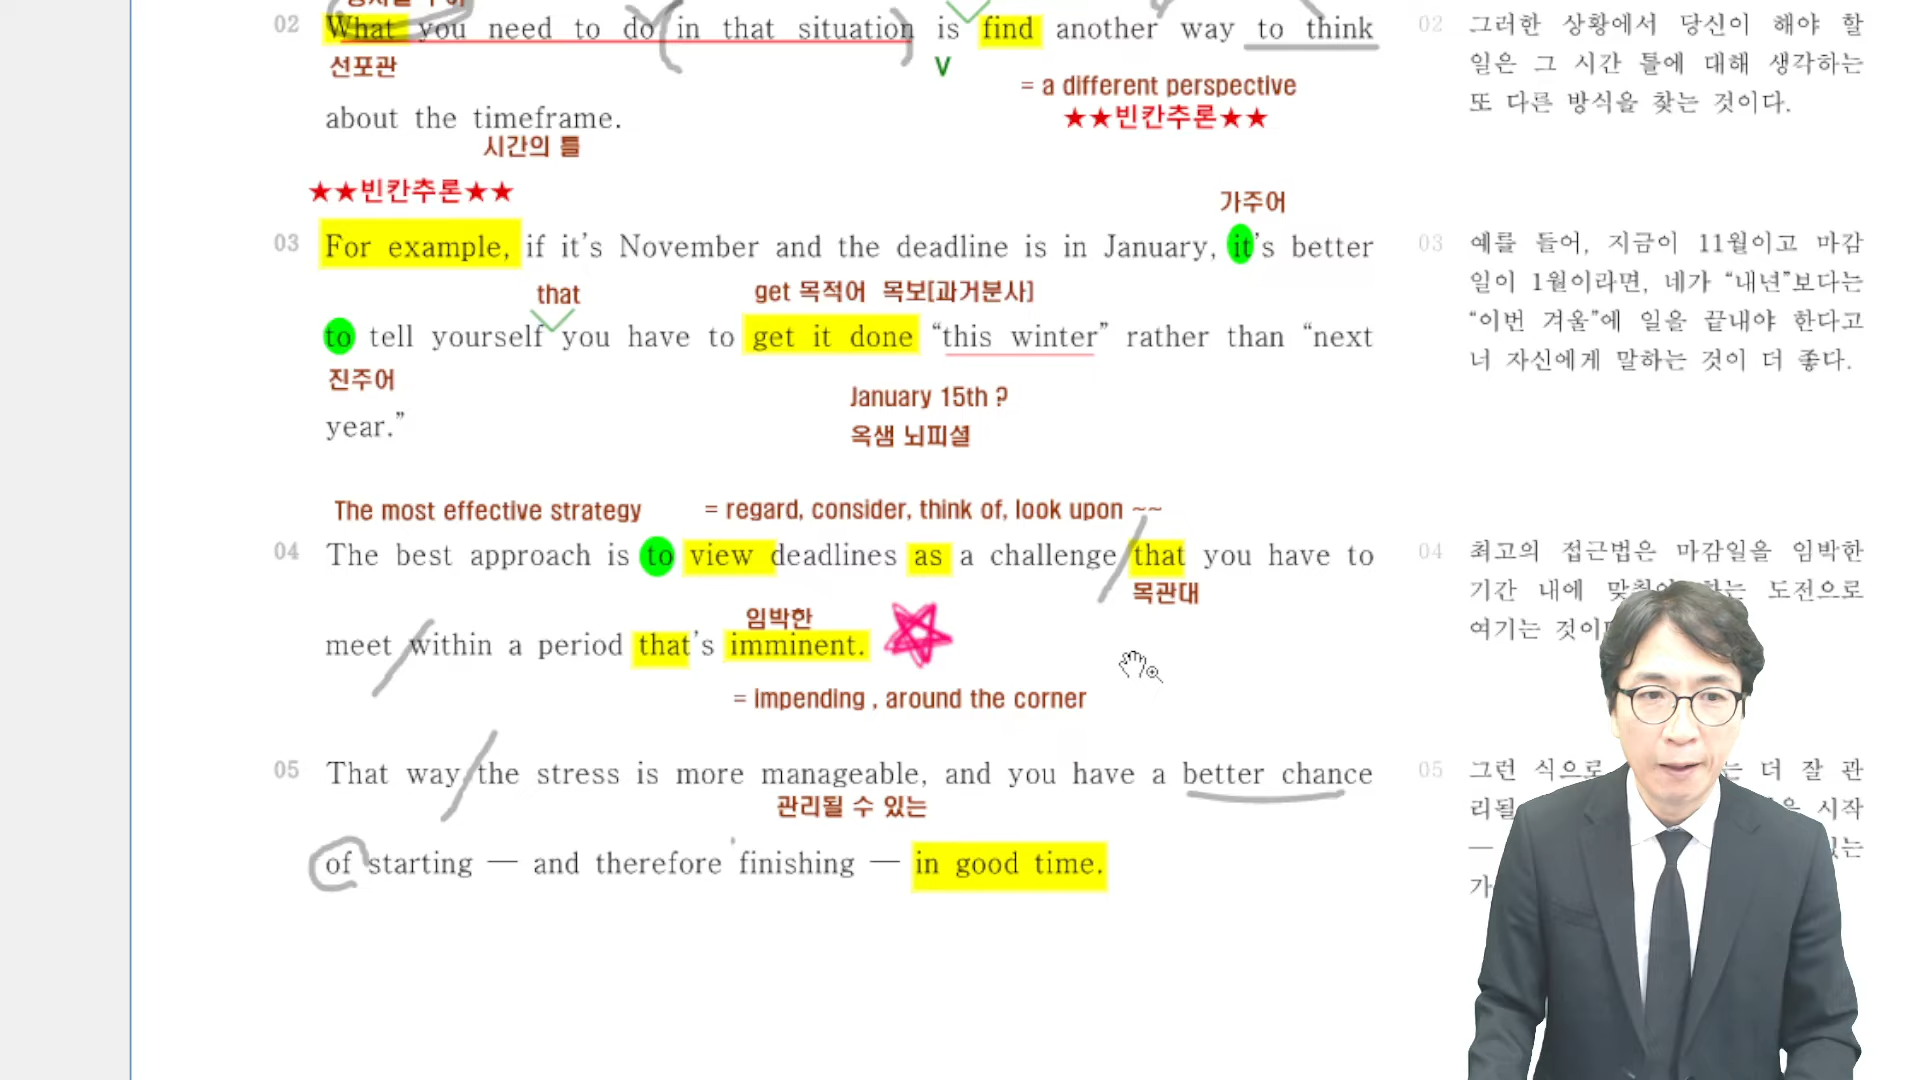 02 What you need to do (in that situation) is find another way to think
선포관
V
= a different perspective
★★빈칸추론★★
about the timeframe.
시간의 틀
02 그러한 상황에서 당신이 해야 할
일은 그 시간 틀에 대해 생각하는
또 다른 방식을 찾는 것이다.
★★빈칸추론★★
가주어
03 For example, if it's November and the deadline is in January, it's better
that
get 목적어 목보[과거분사]
to tell yourself you have to get it done “this winter” rather than “next
진주어
January 15th ?
year.”
옥샘 뇌피셜
03 예를 들어, 지금이 11월이고 마감
일이 1월이라면, 네가 “내년”보다는
“이번 겨울”에 일을 끝내야 한다고
너 자신에게 말하는 것이 더 좋다.
The most effective strategy
= regard, consider, think of, look upon ~~
04 The best approach is to view deadlines as a challenge that you have to
목관대
임박한
meet within a period that's imminent.
= impending , around the corner
04 최고의 접근법은 마감일을 임박한
기간 내에 도전으로
여기는
05 That way, the stress is more manageable, and you have a better chance
관리될 수 있는
of starting — and therefore finishing — in good time.
05 그런 식으로 더 잘 관
리될 시작
—